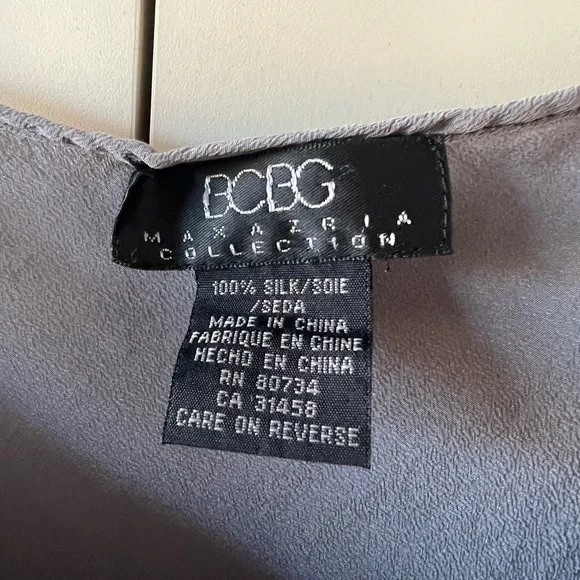 BCBG
MAXAZRIA
COLLECTION
100% SILK/SOIE
/SEDA
MADE IN CHINA
FABRIQUE EN CHINE
HECHO EN CHINA
RN 80734
CA 31458
CARE ON REVERSE